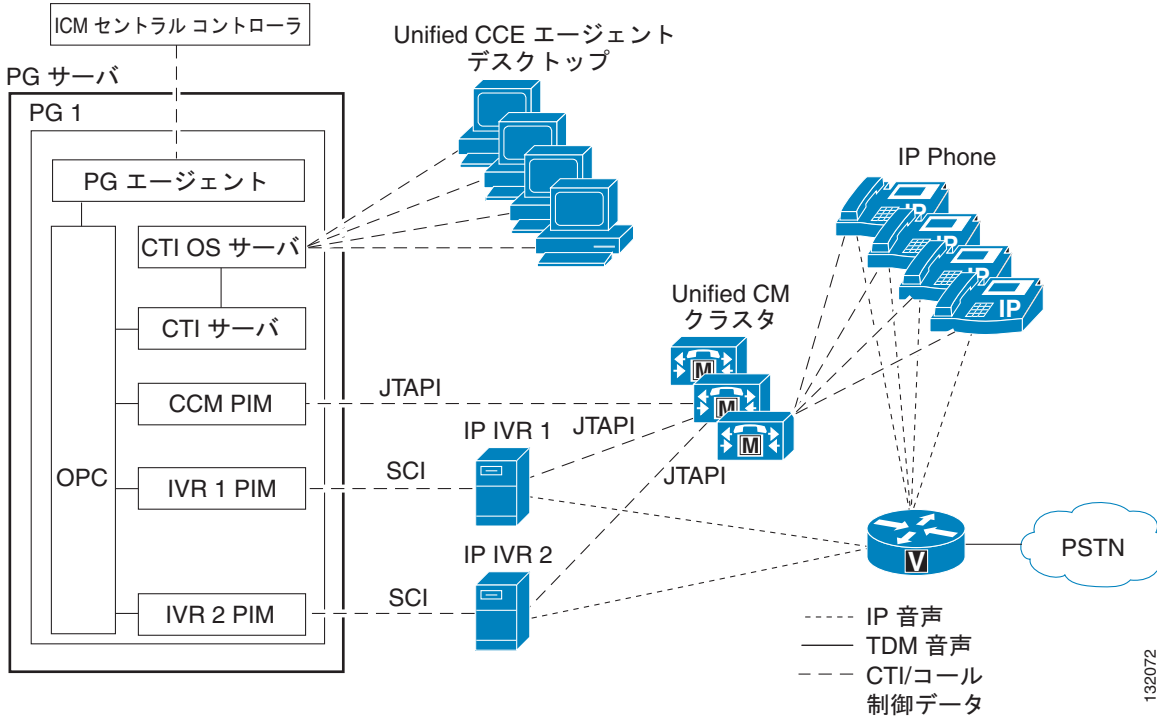 ICM セントラル コントローラ
Unified CCE エージェント
デスクトップ
PG サーバ
PG 1
PG エージェント
CTI OS サーバ
CTI サーバ
CCM PIM
OPC
IVR 1 PIM
IVR 2 PIM
JTAPI
SCI
SCI
IP IVR 1
IP IVR 2
JTAPI
JTAPI
Unified CM
クラスタ
M
M
M
IP Phone
IP
IP
IP
IP
V
PSTN
IP 音声
TDM 音声
CTI/コール
制御データ
132072